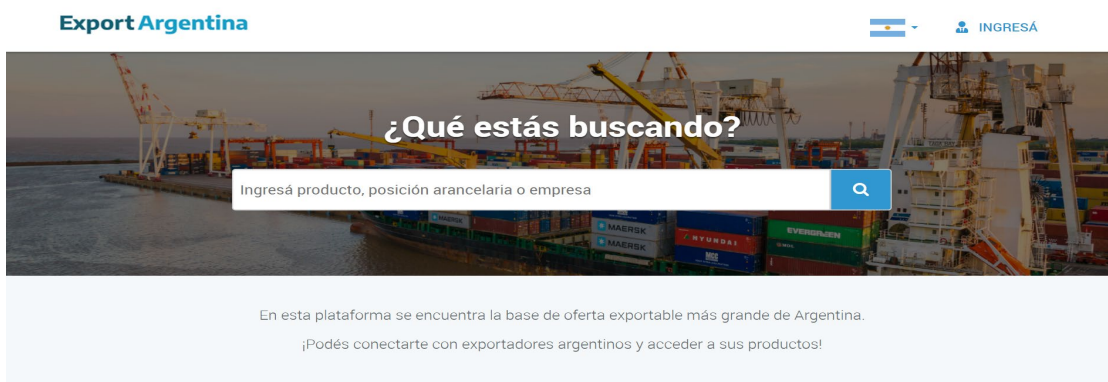 Export Argentina
INGRESÁ
¿Qué estás buscando?
Ingresá producto, posición arancelaria o empresa
MAERSK
MAERSK
HYUNDAI
EVERGREEN
En esta plataforma se encuentra la base de oferta exportable más grande de Argentina.
¡Podés conectarte con exportadores argentinos y acceder a sus productos!